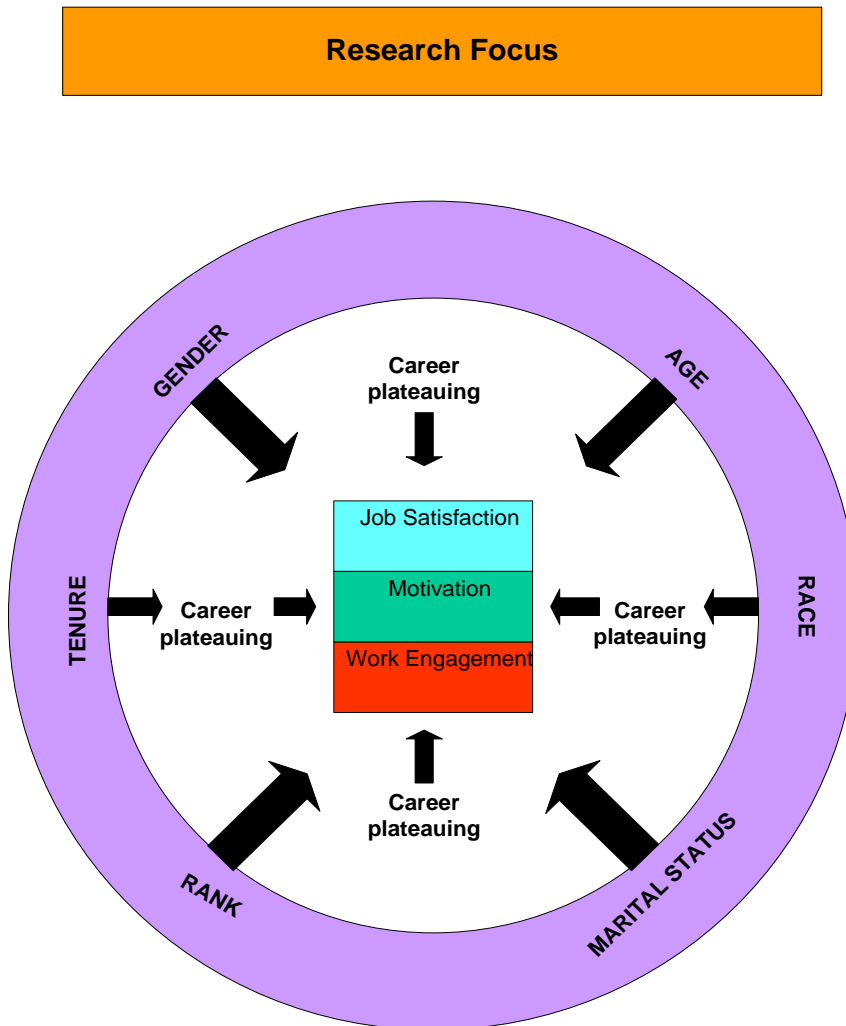 Research Focus
GENDER
AGE
Career
plateauing
Job Satisfaction
Motivation
Work Engagement
TENURE
Career
plateauing
Career
plateauing
RACE
Career
plateauing
RANK
MARITAL STATUS